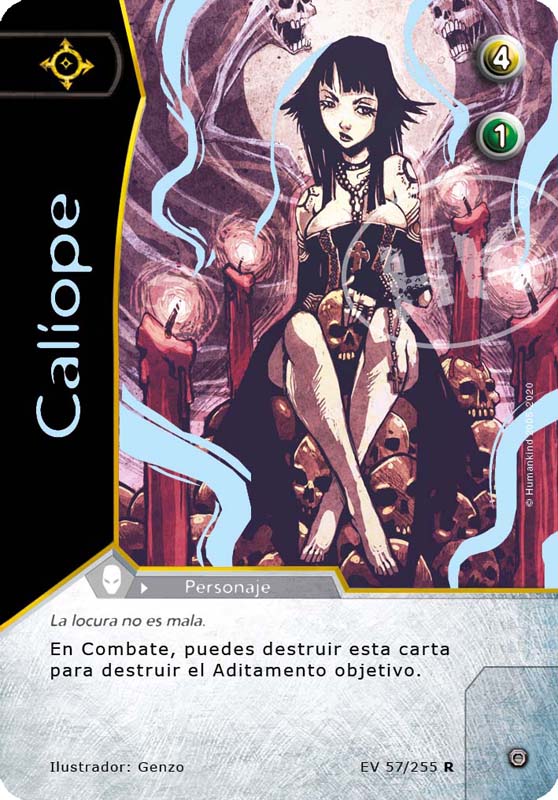 4
1
Calíope
© Humankind 2006-2020
Personaje
La locura no es mala.
En Combate, puedes destruir esta carta
para destruir el Aditamento objetivo.
Ilustrador: Genzo
EV 57/255 R